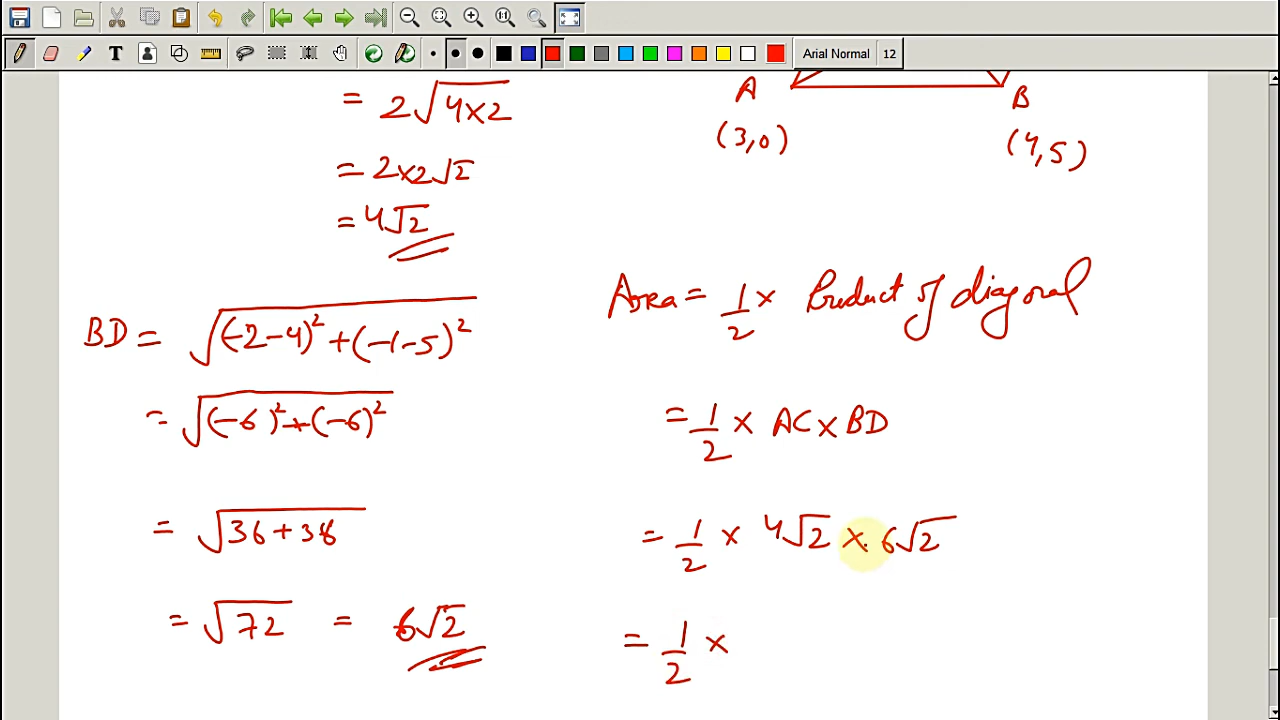 Arial Normal 12
= 2√4×2
= 2×2√2
= 4√2
A
(3,0)
B
(4,5)
BD = √(-2-4)²+(-1-5)²
= √(-6)²+(-6)²
= √36+36
= √72 = 6√2
Area = 1/2 × Product of diagonal
= 1/2 × AC × BD
= 1/2 × 4√2 × 6√2
= 1/2 ×